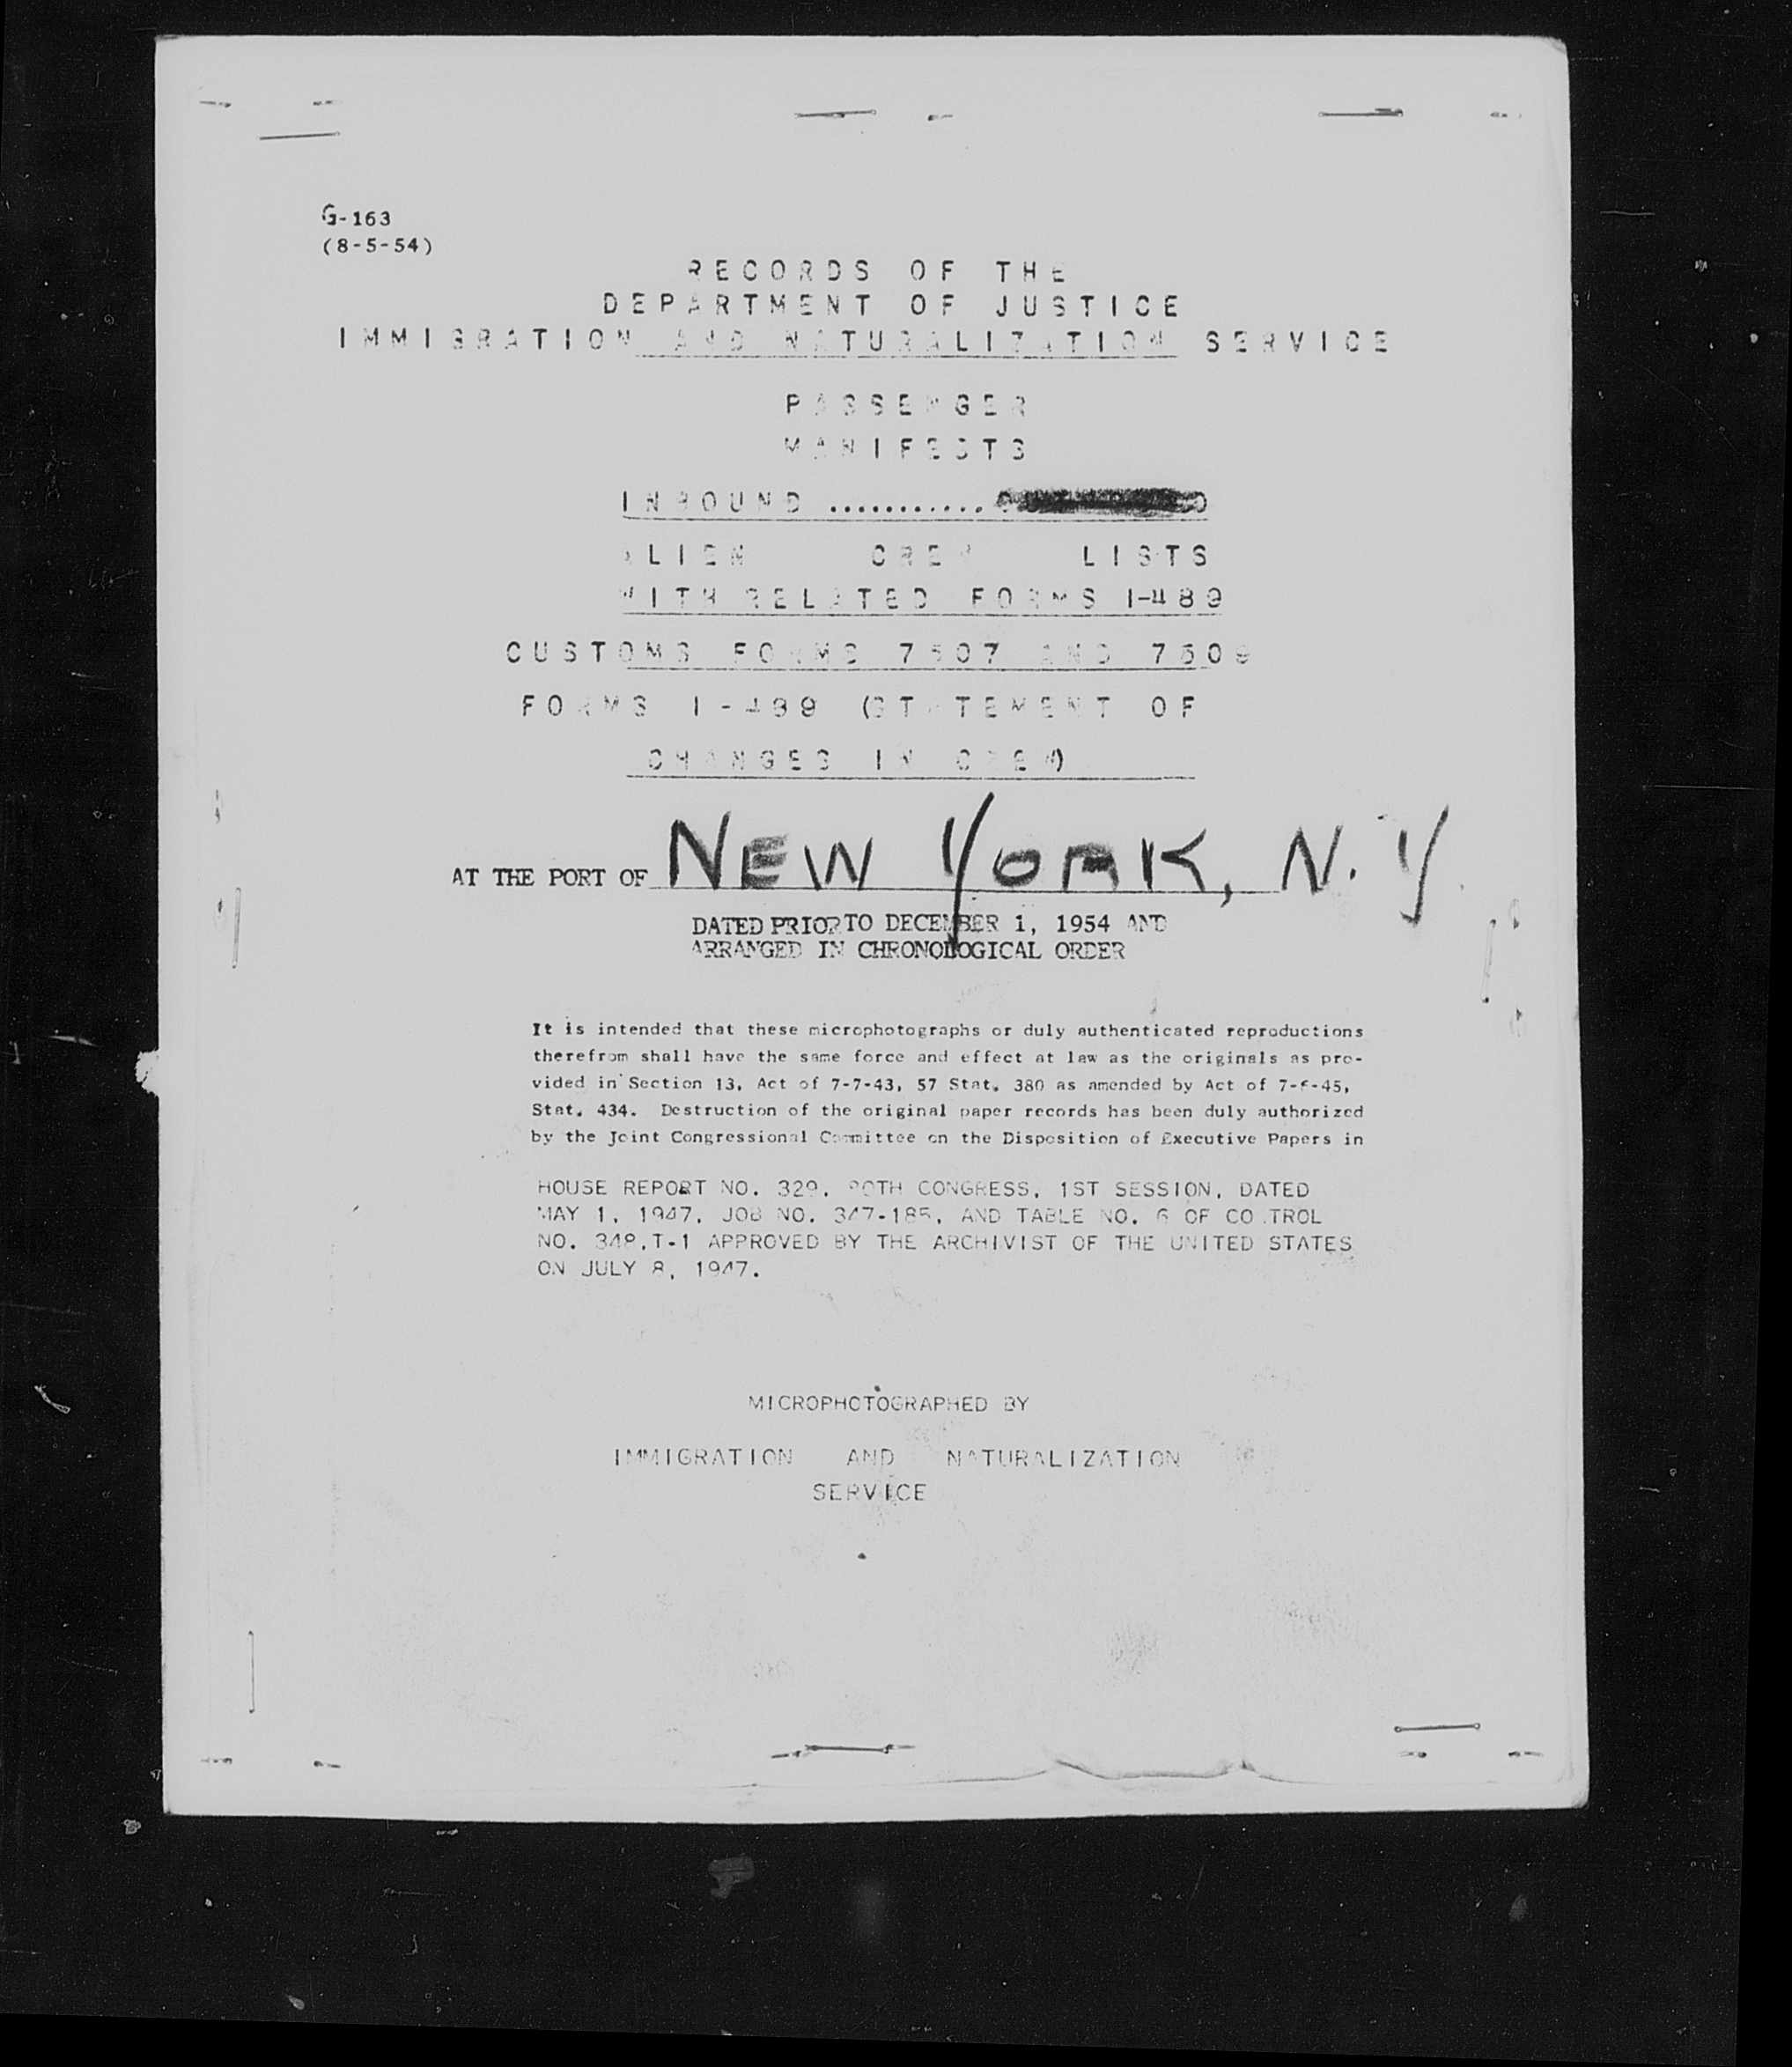 G-163
(8-5-54)
RECORDS OF THE
DEPARTMENT OF JUSTICE
IMMIGRATION AND NATURALIZATION SERVICE
PASSENGER
MANIFESTS
INBOUND ...........
ALIEN CREW LISTS
WITH RELATED FORMS I-489
CUSTOMS FORMS 7507 AND 7509
FORMS I-489 (STATEMENT OF
CHANGES IN CREW)
AT THE PORT OF NEW YORK, N.Y.
DATED PRIOR TO DECEMBER 1, 1954 AND
ARRANGED IN CHRONOLOGICAL ORDER
It is intended that these microphotographs or duly authenticated reproductions
therefrom shall have the same force and effect at law as the originals as pro-
vided in Section 13, Act of 7-7-43, 57 Stat. 380 as amended by Act of 7-6-45,
Stat. 434. Destruction of the original paper records has been duly authorized
by the Joint Congressional Committee on the Disposition of Executive Papers in
HOUSE REPORT NO. 329, 80TH CONGRESS, 1ST SESSION, DATED
MAY 1, 1947, JOB NO. 347-185, AND TABLE NO. 6 OF CONTROL
NO. 348,T-1 APPROVED BY THE ARCHIVIST OF THE UNITED STATES
ON JULY 8, 1947.
MICROPHOTOGRAPHED BY
IMMIGRATION AND NATURALIZATION
SERVICE